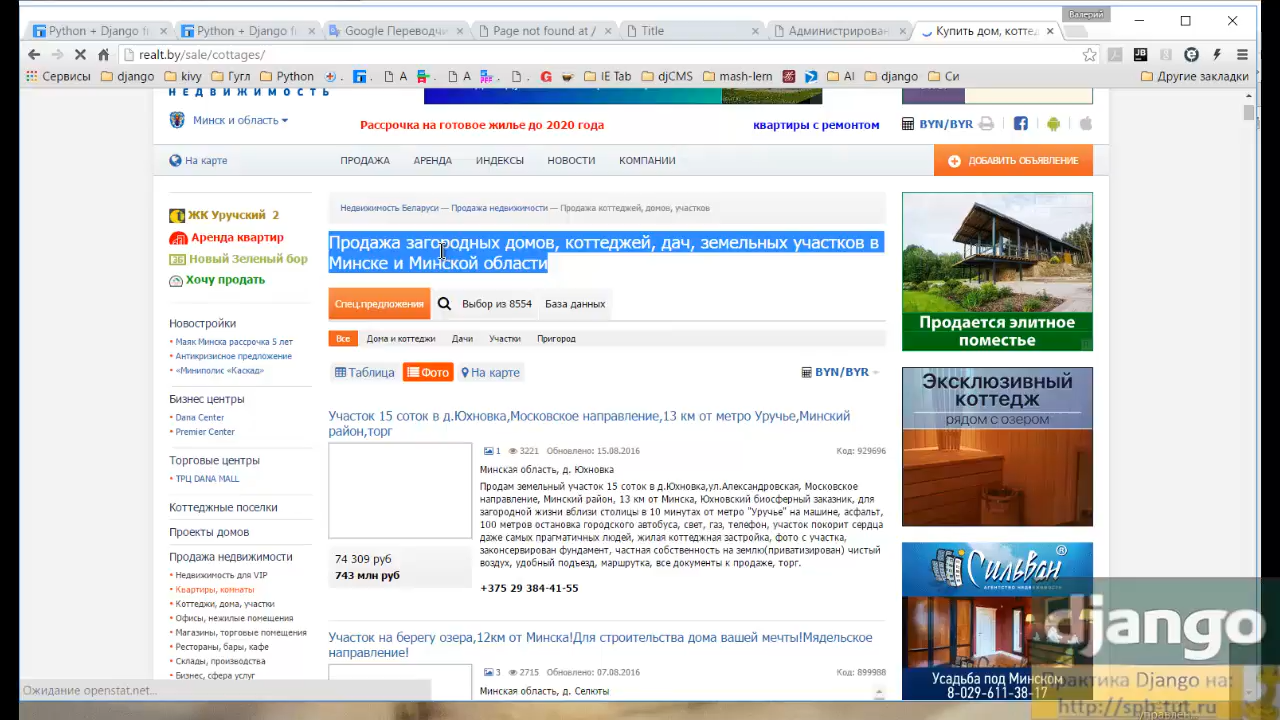 Валерий
Python + Django f
Python + Django f
Google Переводчи
Page not found at /
Title
Администрирован
Купить дом, котте
realt.by/sale/cottages/
Сервисы
django
kivy
Гугл
Python
A
A
IE Tab
djCMS
mush-lern
AI
django
Си
Другие закладки
НЕДВИЖИМОСТЬ
Минск и область
Рассрочка на готовое жилье до 2020 года
квартиры с ремонтом
BYN/BYR
На карте
ПРОДАЖА
АРЕНДА
ИНДЕКСЫ
НОВОСТИ
КОМПАНИИ
ДОБАВИТЬ ОБЪЯВЛЕНИЕ
ЖК Уручский 2
Аренда квартир
Новый Зеленый бор
Хочу продать
Новостройки
• Маяк Минска рассрочка 5 лет
• Антикризисное предложение
• «Миниполис «Каскад»
Бизнес центры
• Dana Center
• Premier Center
Торговые центры
• ТРЦ DANA MALL
Коттеджные поселки
Проекты домов
Продажа недвижимости
• Недвижимость для VIP
• Квартиры, комнаты
• Коттеджи, дома, участки
• Офисы, нежилые помещения
• Магазины, торговые помещения
• Рестораны, бары, кафе
• Склады, производства
• Бизнес, сфера услуг
Недвижимость Беларуси — Продажа недвижимости — Продажа коттеджей, домов, участков
Продажа загородных домов, коттеджей, дач, земельных участков в
Минске и Минской области
Спец.предложения
Выбор из 8554
База данных
Все
Дома и коттеджи
Дачи
Участки
Пригород
Таблица
Фото
На карте
BYN/BYR
Участок 15 соток в д.Юхновка,Московское направление,13 км от метро Уручье,Минский
район,торг
1 3221 Обновлено: 15.08.2016 Код: 929696
Минская область, д. Юхновка
Продам земельный участок 15 соток в д.Юхновка,ул.Александровская, Московское
направление, Минский район, 13 км от Минска, Юхновский биосферный заказник, для
загородной жизни вблизи столицы в 10 минутах от метро "Уручье" на машине, асфальт,
100 метров остановка городского автобуса, свет, газ, телефон, участок покорит сердца
даже самых прагматичных людей, жилая коттеджная застройка, фото с участка,
законсервирован фундамент, частная собственность на землю(приватизирован) чистый
воздух, удобный подъезд, маршрутка, все документы к продаже, торг.
74 309 руб
743 млн руб
+375 29 384-41-55
Участок на берегу озера,12км от Минска!Для строительства дома вашей мечты!Мядельское
направление!
3 2715 Обновлено: 07.08.2016 Код: 899988
Минская область, д. Селюты
Продается элитное
поместье
Эксклюзивный
коттедж
рядом с озером
Сильван
®
агентство недвижимости
Усадьба под Минском
8-029-611-38-17
django
практика Django на:
http://spb-tut.ru
Ожидание openstat.net...